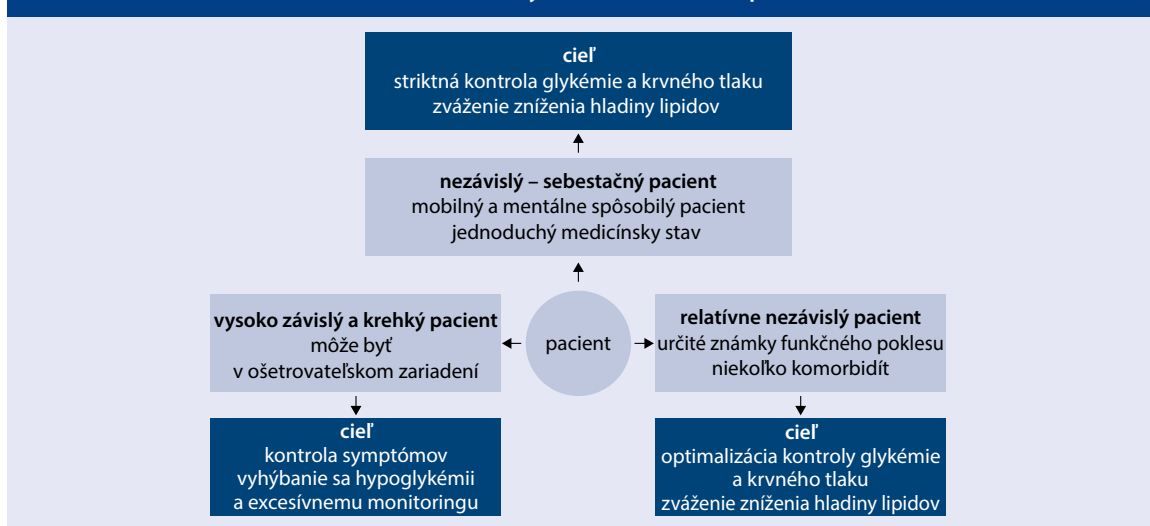 cieľ
striktná kontrola glykémie a krvného tlaku
zváženie zníženia hladiny lipidov
nezávislý – sebestačný pacient
mobilný a mentálne spôsobilý pacient
jednoduchý medicínsky stav
vysoko závislý a krehký pacient
môže byť
v ošetrovateľskom zariadení
pacient
relatívne nezávislý pacient
určité známky funkčného poklesu
niekoľko komorbidít
cieľ
kontrola symptómov
vyhýbanie sa hypoglykémii
a excesívnemu monitoringu
cieľ
optimalizácia kontroly glykémie
a krvného tlaku
zváženie zníženia hladiny lipidov